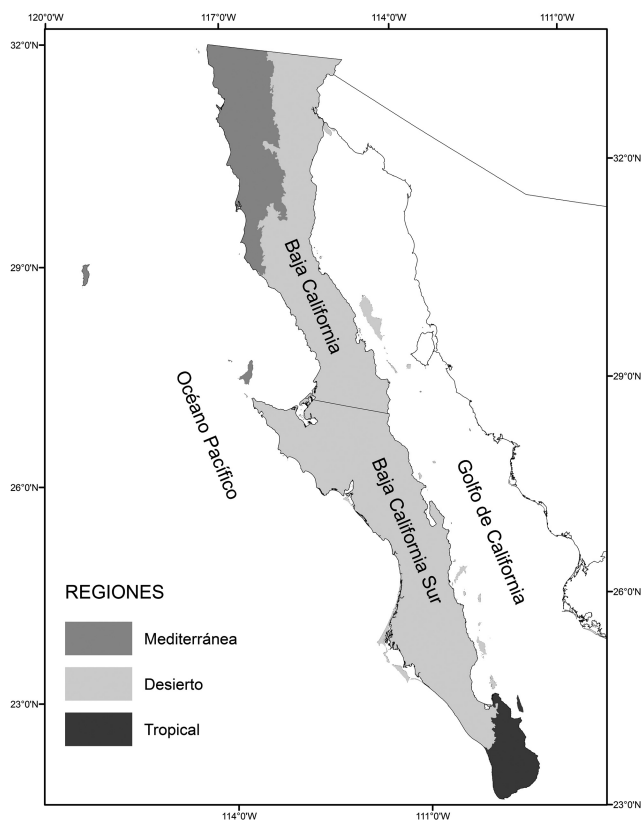 120°0'W
117°0'W
114°0'W
111°0'W
32°0'N
32°0'N
29°0'N
Baja California
Océano Pacífico
29°0'N
26°0'N
Baja California Sur
Golfo de California
26°0'N
REGIONES
Mediterránea
Desierto
Tropical
23°0'N
23°0'N
114°0'W
111°0'W